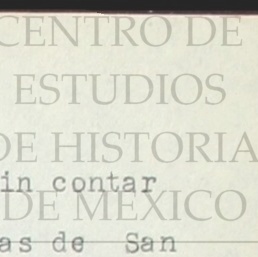 CENTRO DE
ESTUDIOS
DE HISTORIA
in contar
DE MÉXICO
as de San